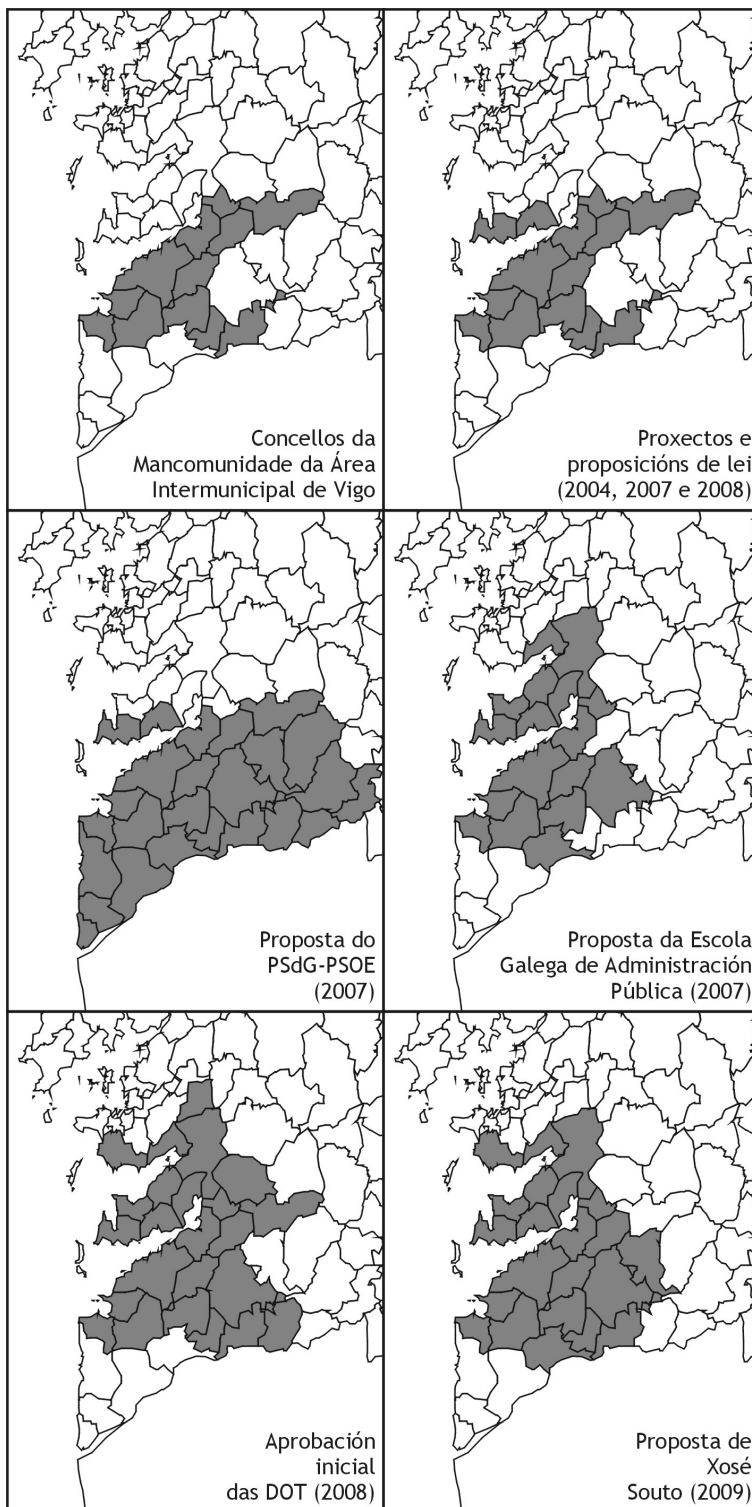 Concellos da
Mancomunidade da Área
Intermunicipal de Vigo
Proxectos e
proposicións de lei
(2004, 2007 e 2008)
Proposta do
PSdG-PSOE
(2007)
Proposta da Escola
Galega de Administración
Pública (2007)
Aprobación
inicial
das DOT (2008)
Proposta de
Xosé
Souto (2009)